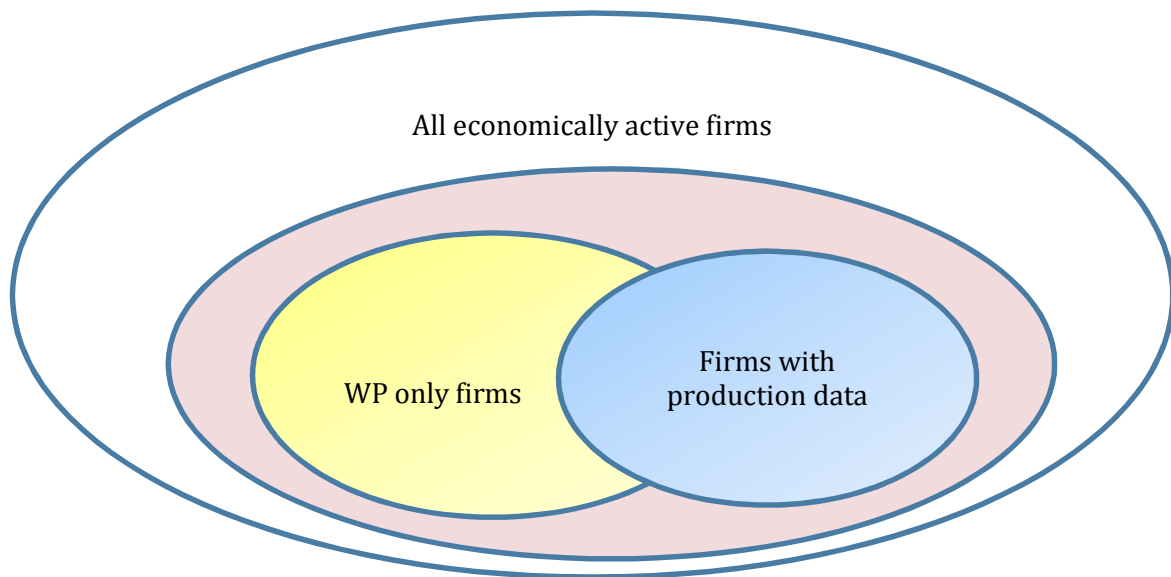 All economically active firms
WP only firms
Firms with
production data